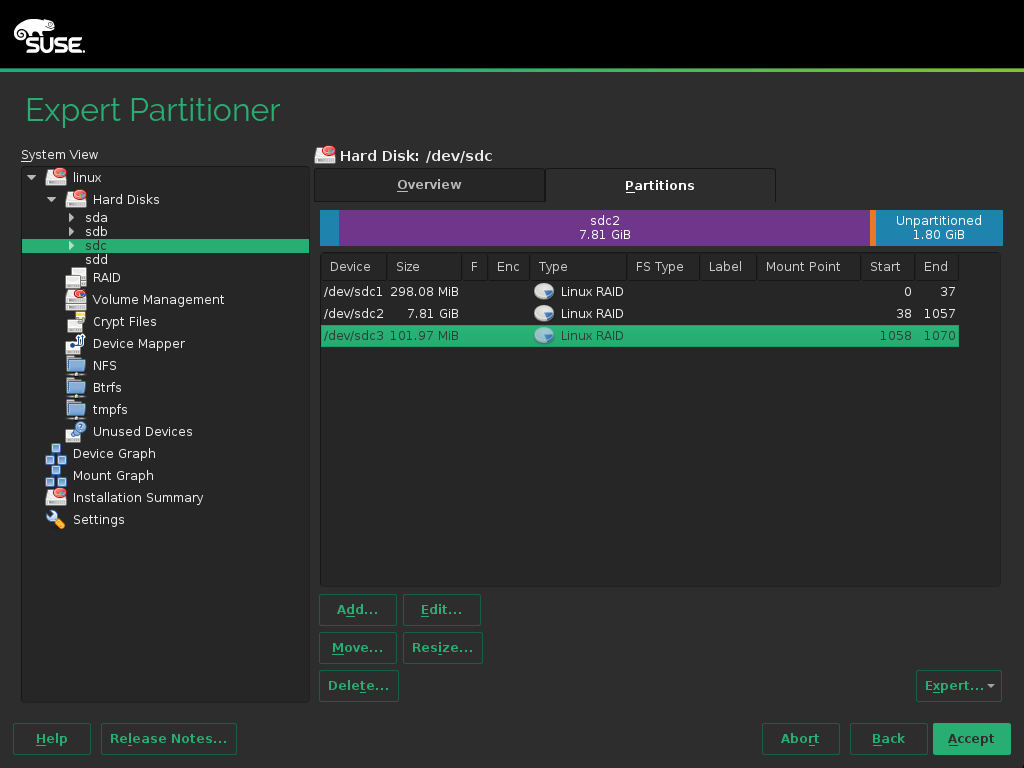 SUSE.
Expert Partitioner
System View
linux
Hard Disks
sda
sdb
sdc
sdd
RAID
Volume Management
Crypt Files
Device Mapper
NFS
Btrfs
tmpfs
Unused Devices
Device Graph
Mount Graph
Installation Summary
Settings
Hard Disk: /dev/sdc
Overview Partitions
sdc2 Unpartitioned
7.81 GiB 1.80 GiB
Device Size F Enc Type FS Type Label Mount Point Start End
/dev/sdc1 298.08 MiB Linux RAID 0 37
/dev/sdc2 7.81 GiB Linux RAID 38 1057
/dev/sdc3 101.97 MiB Linux RAID 1058 1070
Add... Edit...
Move... Resize...
Delete... Expert...
Help Release Notes... Abort Back Accept